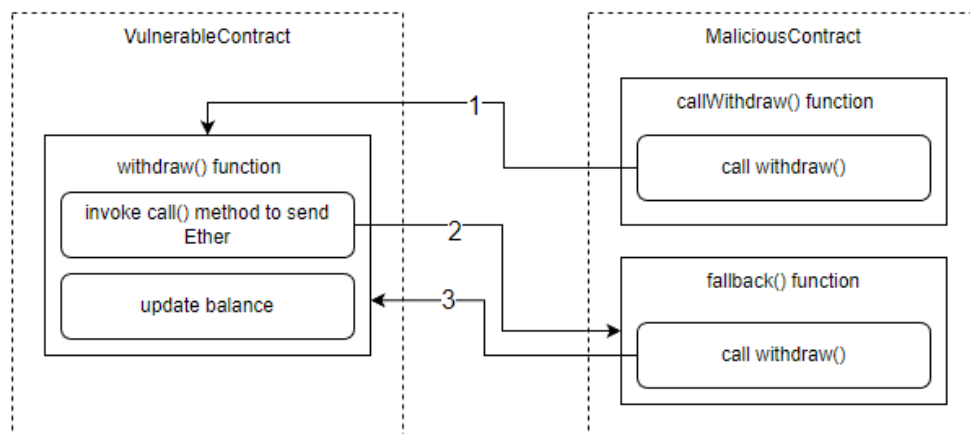 VulnerableContract
withdraw() function
invoke call() method to send
Ether
update balance
1
2
3
MaliciousContract
callWithdraw() function
call withdraw()
fallback() function
call withdraw()